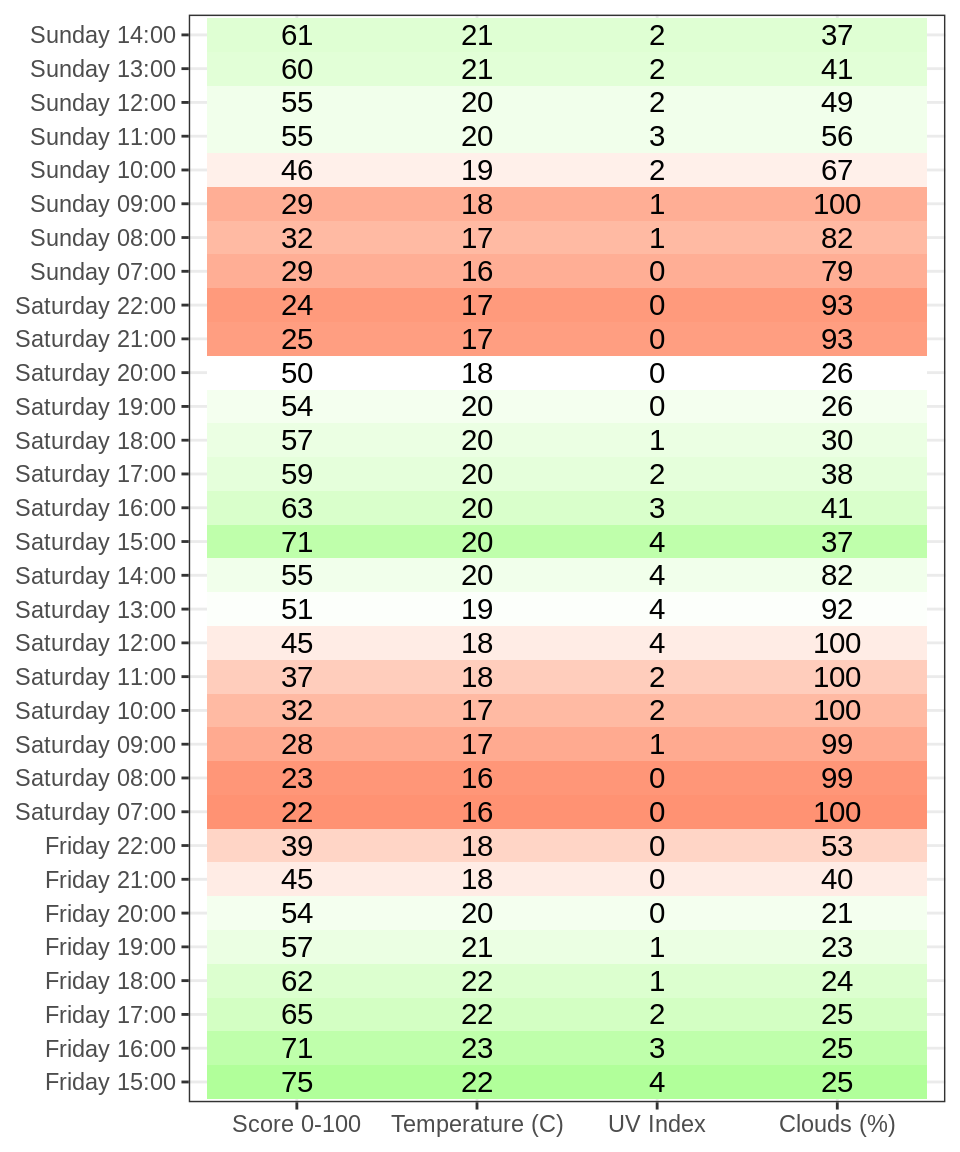 Sunday 14:00 61 21 2 37
Sunday 13:00 60 21 2 41
Sunday 12:00 55 20 2 49
Sunday 11:00 55 20 3 56
Sunday 10:00 46 19 2 67
Sunday 09:00 29 18 1 100
Sunday 08:00 32 17 1 82
Sunday 07:00 29 16 0 79
Saturday 22:00 24 17 0 93
Saturday 21:00 25 17 0 93
Saturday 20:00 50 18 0 26
Saturday 19:00 54 20 0 26
Saturday 18:00 57 20 1 30
Saturday 17:00 59 20 2 38
Saturday 16:00 63 20 3 41
Saturday 15:00 71 20 4 37
Saturday 14:00 55 20 4 82
Saturday 13:00 51 19 4 92
Saturday 12:00 45 18 4 100
Saturday 11:00 37 18 2 100
Saturday 10:00 32 17 2 100
Saturday 09:00 28 17 1 99
Saturday 08:00 23 16 0 99
Saturday 07:00 22 16 0 100
Friday 22:00 39 18 0 53
Friday 21:00 45 18 0 40
Friday 20:00 54 20 0 21
Friday 19:00 57 21 1 23
Friday 18:00 62 22 1 24
Friday 17:00 65 22 2 25
Friday 16:00 71 23 3 25
Friday 15:00 75 22 4 25
Score 0-100 Temperature (C) UV Index Clouds (%)